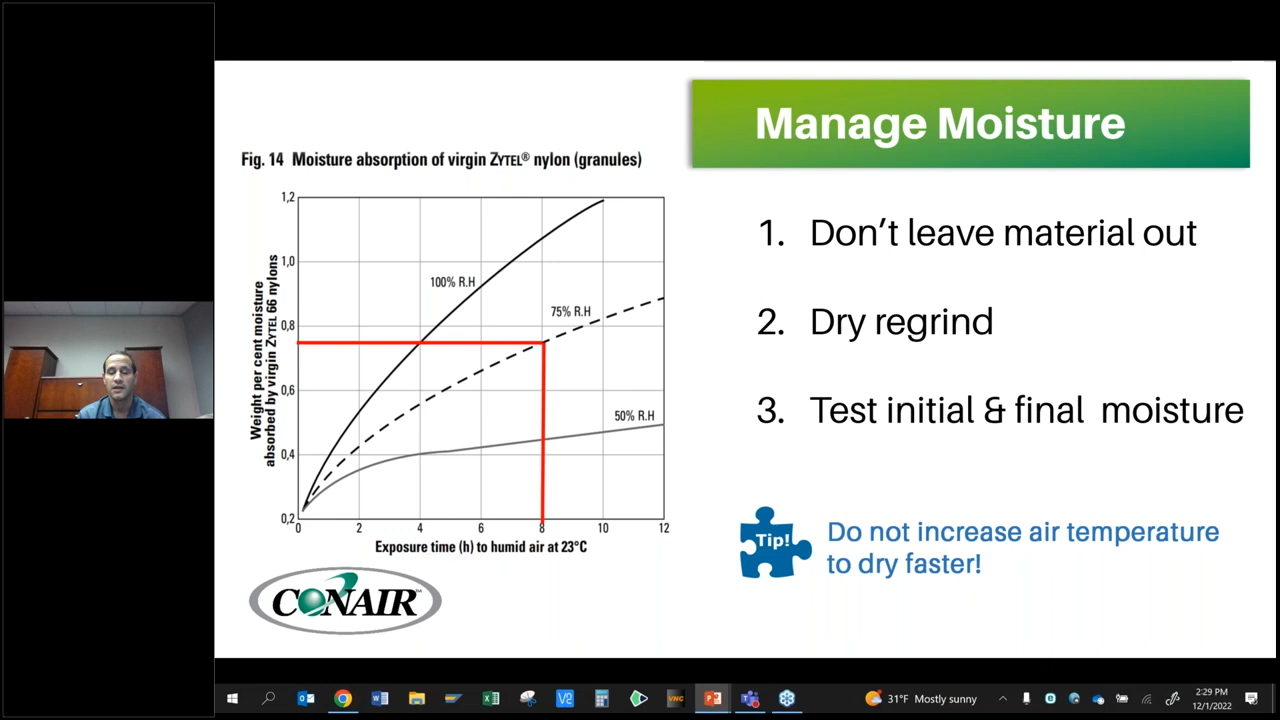 Manage Moisture
Fig. 14 Moisture absorption of virgin ZYTEL® nylon (granules)
Weight per cent moisture
absorbed by virgin ZYTEL 66 nylons
1,2
1,0
0,8
0,6
0,4
0,2
100% R.H
75% R.H
50% R.H
0 2 4 6 8 10 12
Exposure time (h) to humid air at 23°C
CONAIR™
1. Don’t leave material out
2. Dry regrind
3. Test initial & final moisture
Tip!
Do not increase air temperature
to dry faster!
V2
VNC
31°F Mostly sunny
2:29 PM
12/1/2022